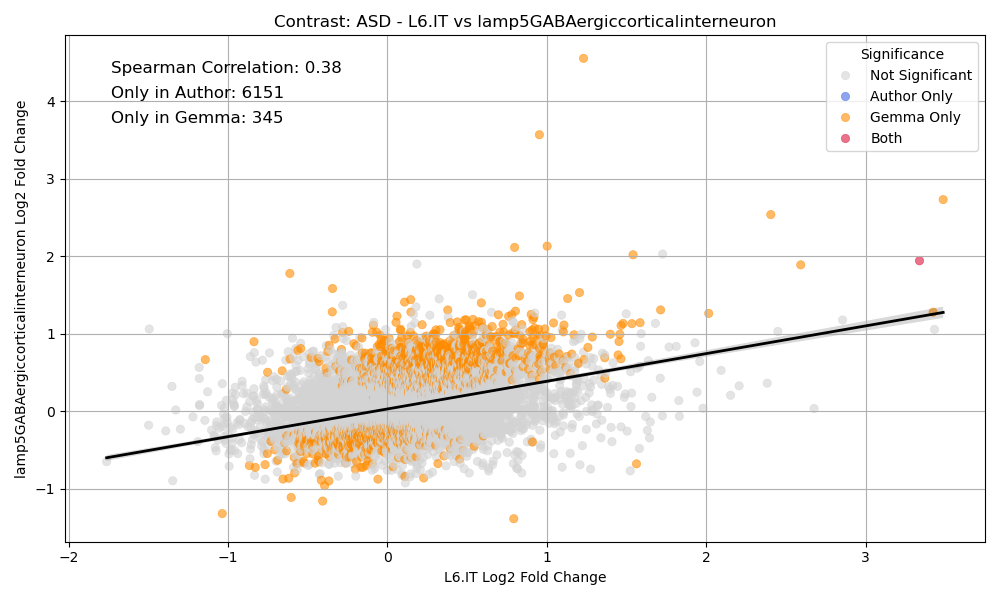 Contrast: ASD - L6.IT vs lamp5GABAergiccorticalinterneuron
Spearman Correlation: 0.38
Only in Author: 6151
Only in Gemma: 345
Significance
Not Significant
Author Only
Gemma Only
Both
lamp5GABAergiccorticalinterneuron Log2 Fold Change
4
3
2
1
0
−1
−2
−1
0
1
2
3
L6.IT Log2 Fold Change